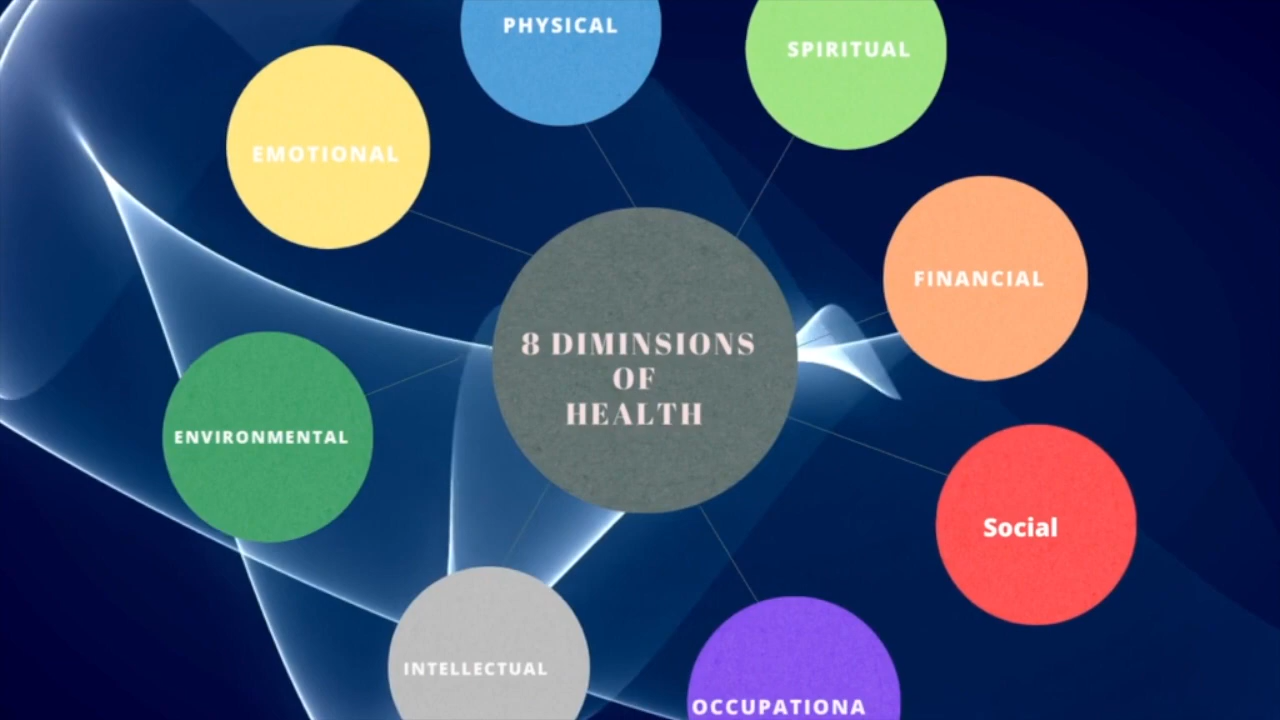 PHYSICAL
SPIRITUAL
EMOTIONAL
FINANCIAL
8 DIMINSIONS
OF
HEALTH
ENVIRONMENTAL
Social
INTELLECTUAL
OCCUPATIONA